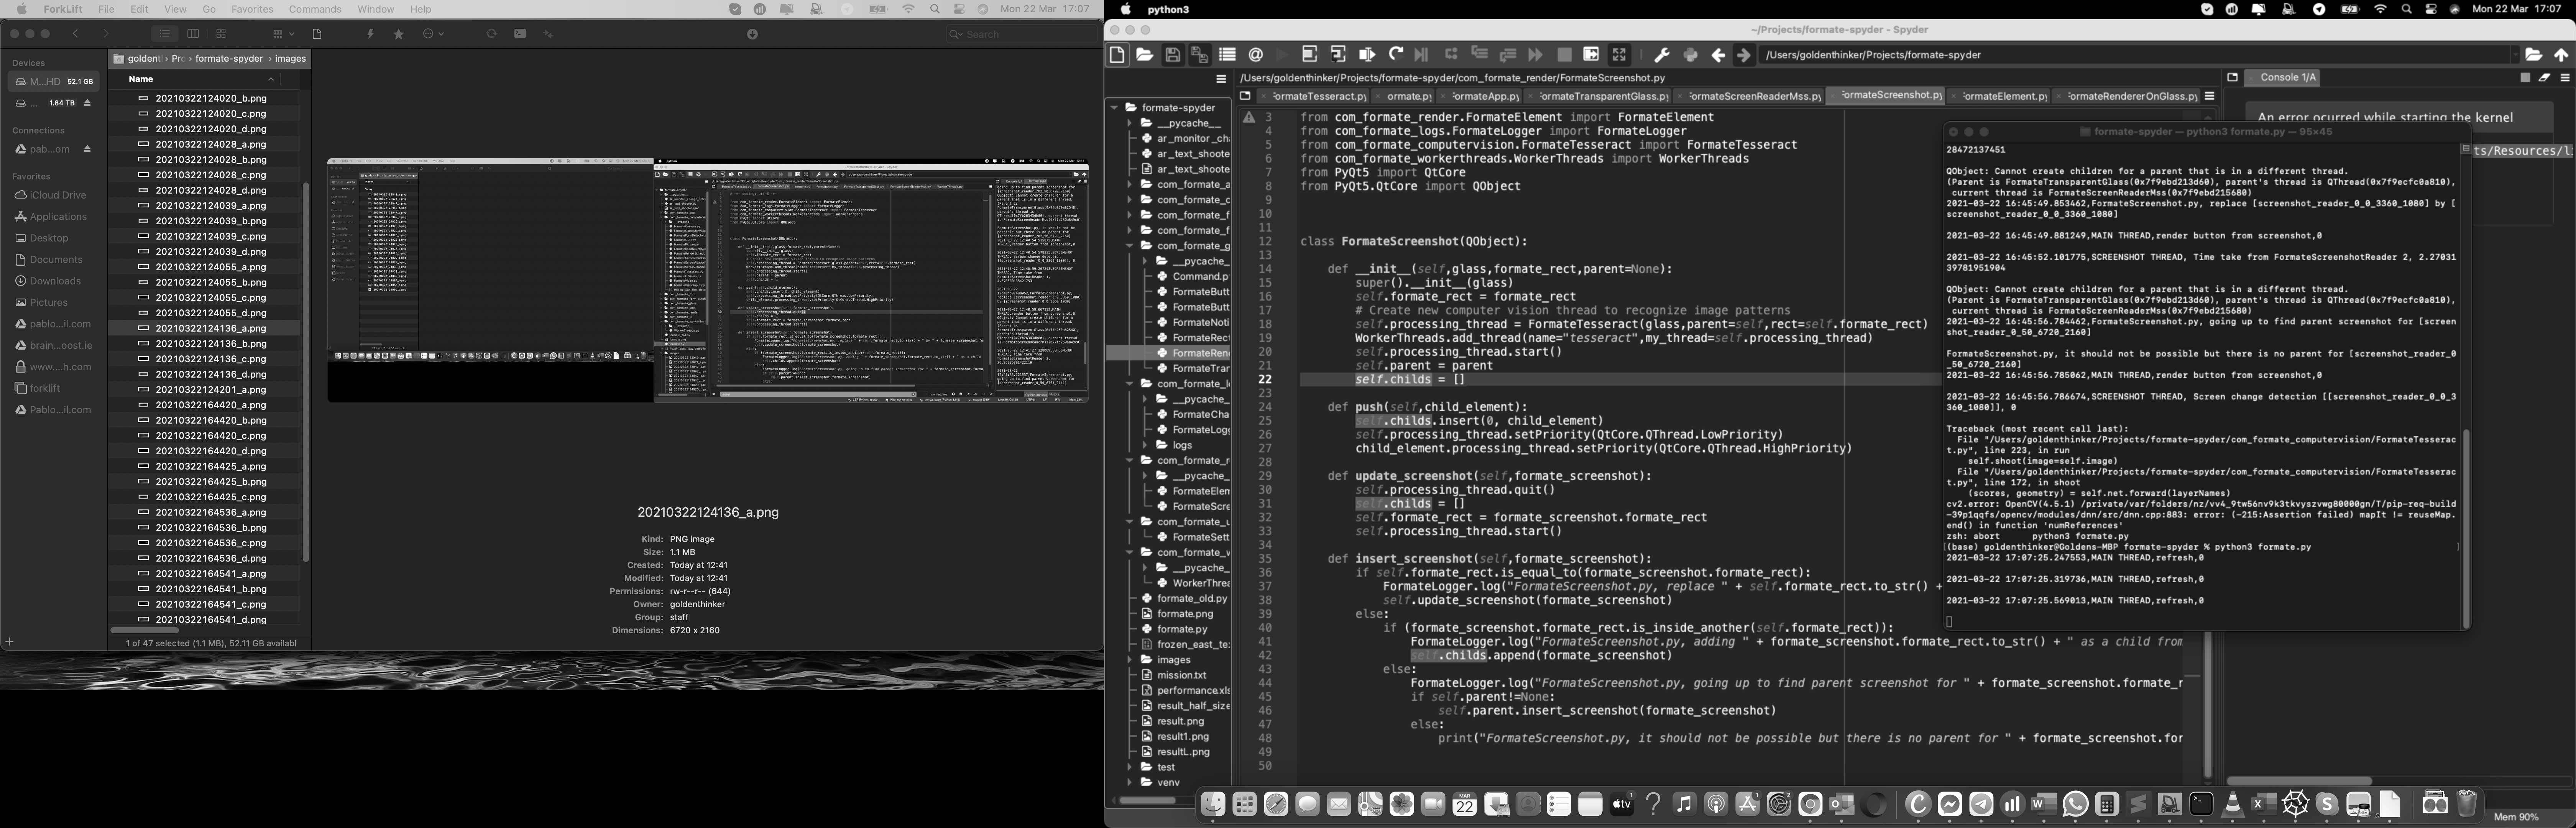 ForkLift File Edit View Go Favorites Commands Window Help Mon 22 Mar 17:07
Search
Devices
M...HD 52.1 GB
... 1.84 TB
Connections
pab...om
Favorites
iCloud Drive
Applications
Desktop
Documents
Downloads
Pictures
pablo...il.com
brain...oost.ie
www....h.com
forklift
Pablo...il.com
goldent Prc formate-spyder images
Name
20210322124020_b.png
20210322124020_c.png
20210322124020_d.png
20210322124028_a.png
20210322124028_b.png
20210322124028_c.png
20210322124028_d.png
20210322124039_a.png
20210322124039_b.png
20210322124039_c.png
20210322124039_d.png
20210322124055_a.png
20210322124055_b.png
20210322124055_c.png
20210322124055_d.png
20210322124136_a.png
20210322124136_b.png
20210322124136_c.png
20210322124136_d.png
20210322124201_a.png
20210322164420_a.png
20210322164420_b.png
20210322164420_c.png
20210322164420_d.png
20210322164425_a.png
20210322164425_b.png
20210322164425_c.png
20210322164536_a.png
20210322164536_b.png
20210322164536_c.png
20210322164536_d.png
20210322164541_a.png
20210322164541_b.png
20210322164541_c.png
20210322164541_d.png
1 of 47 selected (1.1 MB), 52.11 GB availabl
20210322124136_a.png
Kind: PNG image
Size: 1.1 MB
Created: Today at 12:41
Modified: Today at 12:41
Permissions: rw-r--r-- (644)
Owner: goldenthinker
Group: staff
Dimensions: 6720 x 2160
python3 Mon 22 Mar 17:07
~/Projects/formate-spyder - Spyder
/Users/goldenthinker/Projects/formate-spyder
/Users/goldenthinker/Projects/formate-spyder/com_formate_render/FormateScreenshot.py
formate-spyder
__pycache__
ar_monitor_cha
ar_text_shoote
ar_text_shoote
com_formate_a
com_formate_c
com_formate_f
com_formate_f
com_formate_g
__pycache_
Command.p
FormateButt
FormateButt
FormateNoti
FormateRect
FormateRen
FormateTran
com_formate_l
__pycache_
FormateCha
FormateLogg
logs
com_formate_r
__pycache_
FormateElen
FormateScre
com_formate_u
FormateSett
com_formate_v
__pycache_
WorkerThrea
formate_old.py
formate.png
formate.py
frozen_east_te
images
mission.txt
performance.xls
result_half_size
result.png
result1.png
resultL.png
test
venv
ormateTesseract.py ormate.py ormateApp.py ormateTransparentGlass.py ormateScreenReaderMss.py ormateScreenshot.py ormateElement.py ormateRendererOnGlass.py
3 from com_formate_render.FormateElement import FormateElement
4 from com_formate_logs.FormateLogger import FormateLogger
5 from com_formate_computervision.FormateTesseract import FormateTesseract
6 from com_formate_workerthreads.WorkerThreads import WorkerThreads
7 from PyQt5 import QtCore
8 from PyQt5.QtCore import QObject
9
10
11
12 class FormateScreenshot(QObject):
13
14 def __init__(self,glass,formate_rect,parent=None):
15 super().__init__(glass)
16 self.formate_rect = formate_rect
17 # Create new computer vision thread to recognize image patterns
18 self.processing_thread = FormateTesseract(glass,parent=self,rect=self.formate_rect)
19 WorkerThreads.add_thread(name="tesseract",my_thread=self.processing_thread)
20 self.processing_thread.start()
21 self.parent = parent
22 self.childs = []
23
24 def push(self,child_element):
25 self.childs.insert(0, child_element)
26 self.processing_thread.setPriority(QtCore.QThread.LowPriority)
27 child_element.processing_thread.setPriority(QtCore.QThread.HighPriority)
28
29 def update_screenshot(self,formate_screenshot):
30 self.processing_thread.quit()
31 self.childs = []
32 self.formate_rect = formate_screenshot.formate_rect
33 self.processing_thread.start()
34
35 def insert_screenshot(self,formate_screenshot):
36 if self.formate_rect.is_equal_to(formate_screenshot.formate_rect):
37 FormateLogger.log("FormateScreenshot.py, replace " + self.formate_rect.to_str() +
38 self.update_screenshot(formate_screenshot)
39 else:
40 if (formate_screenshot.formate_rect.is_inside_another(self.formate_rect)):
41 FormateLogger.log("FormateScreenshot.py, adding " + formate_screenshot.formate_rect.to_str() + " as a child from
42 self.childs.append(formate_screenshot)
43 else:
44 FormateLogger.log("FormateScreenshot.py, going up to find parent screenshot for " + formate_screenshot.formate_r
45 if self.parent!=None:
46 self.parent.insert_screenshot(formate_screenshot)
47 else:
48 print("FormateScreenshot.py, it should not be possible but there is no parent for " + formate_screenshot.for
49
50
Console 1/A
An error ocurred while starting the kernel
ts/Resources/l
formate-spyder — python3 formate.py — 95×45
28472137451
QObject: Cannot create children for a parent that is in a different thread.
(Parent is FormateTransparentGlass(0x7f9ebd213d60), parent's thread is QThread(0x7f9ecfc0a810),
current thread is FormateScreenReaderMss(0x7f9ebd215680)
2021-03-22 16:45:49.853462,FormateScreenshot.py, replace [screenshot_reader_0_0_3360_1080] by [
screenshot_reader_0_0_3360_1080]
2021-03-22 16:45:49.881249,MAIN THREAD,render button from screenshot,0
2021-03-22 16:45:52.101775,SCREENSHOT THREAD, Time take from FormateScreenshotReader 2, 2.27031
39781951904
QObject: Cannot create children for a parent that is in a different thread.
(Parent is FormateTransparentGlass(0x7f9ebd213d60), parent's thread is QThread(0x7f9ecfc0a810),
current thread is FormateScreenReaderMss(0x7f9ebd215680)
2021-03-22 16:45:56.784462,FormateScreenshot.py, going up to find parent screenshot for [screen
shot_reader_0_50_6720_2160]
FormateScreenshot.py, it should not be possible but there is no parent for [screenshot_reader_0
_50_6720_2160]
2021-03-22 16:45:56.785062,MAIN THREAD,render button from screenshot,0
2021-03-22 16:45:56.786674,SCREENSHOT THREAD, Screen change detection [[screenshot_reader_0_0_3
360_1080]], 0
Traceback (most recent call last):
File "/Users/goldenthinker/Projects/formate-spyder/com_formate_computervision/FormateTesserac
t.py", line 223, in run
self.shoot(image=self.image)
File "/Users/goldenthinker/Projects/formate-spyder/com_formate_computervision/FormateTesserac
t.py", line 172, in shoot
(scores, geometry) = self.net.forward(layerNames)
cv2.error: OpenCV(4.5.1) /private/var/folders/nz/vv4_9tw56nv9k3tkvyszvwg80000gn/T/pip-req-build
-39p1qqfs/opencv/modules/dnn/src/dnn.cpp:883: error: (-215:Assertion failed) mapIt != reuseMap.
end() in function 'numReferences'
zsh: abort python3 formate.py
(base) goldenthinker@Goldens-MBP formate-spyder % python3 formate.py
2021-03-22 17:07:25.247553,MAIN THREAD,refresh,0
2021-03-22 17:07:25.319736,MAIN THREAD,refresh,0
2021-03-22 17:07:25.569013,MAIN THREAD,refresh,0
MAR
22
tv
Mem 90%